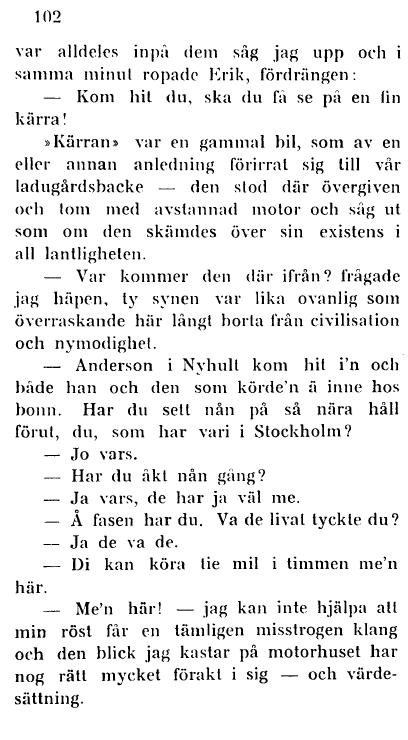 102
var alldeles inpå dem såg jag upp och i
samma minut ropade Erik, fördrängen:
— Kom hit du, ska du få se på en fin
kärra!
»Kärran» var en gammal bil, som av en
eller annan anledning förirrat sig till vår
ladugårdsbacke — den stod där övergiven
och tom med avstannad motor och såg ut
som om den skämdes över sin existens i
all lantligheten.
— Var kommer den där ifrån? frågade
jag häpen, ty synen var lika ovanlig som
överraskande här långt borta från civilisation
och nymodighet.
— Anderson i Nyhult kom hit i'n och
både han och den som körde'n ä inne hos
bonn. Har du sett nån på så nära håll
förut, du, som har vari i Stockholm?
— Jo vars.
— Har du åkt nån gång?
— Ja vars, de har ja väl me.
— Å fasen har du. Va de livat tyckte du?
— Ja de va de.
— Di kan köra tie mil i timmen me'n
här.
— Me'n här! — jag kan inte hjälpa att
min röst får en tämligen misstrogen klang
och den blick jag kastar på motorhuset har
nog rätt mycket förakt i sig — och värde-
sättning.